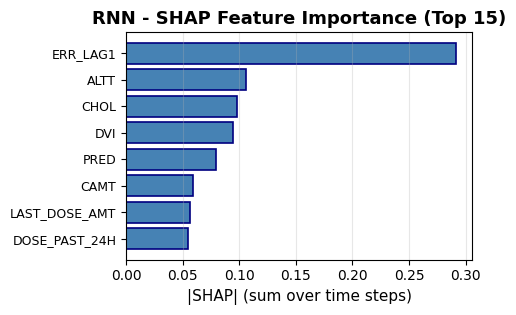 RNN - SHAP Feature Importance (Top 15)
ERR_LAG1
ALTT
CHOL
DVI
PRED
CAMT
LAST_DOSE_AMT
DOSE_PAST_24H
0.00 0.05 0.10 0.15 0.20 0.25 0.30
|SHAP| (sum over time steps)